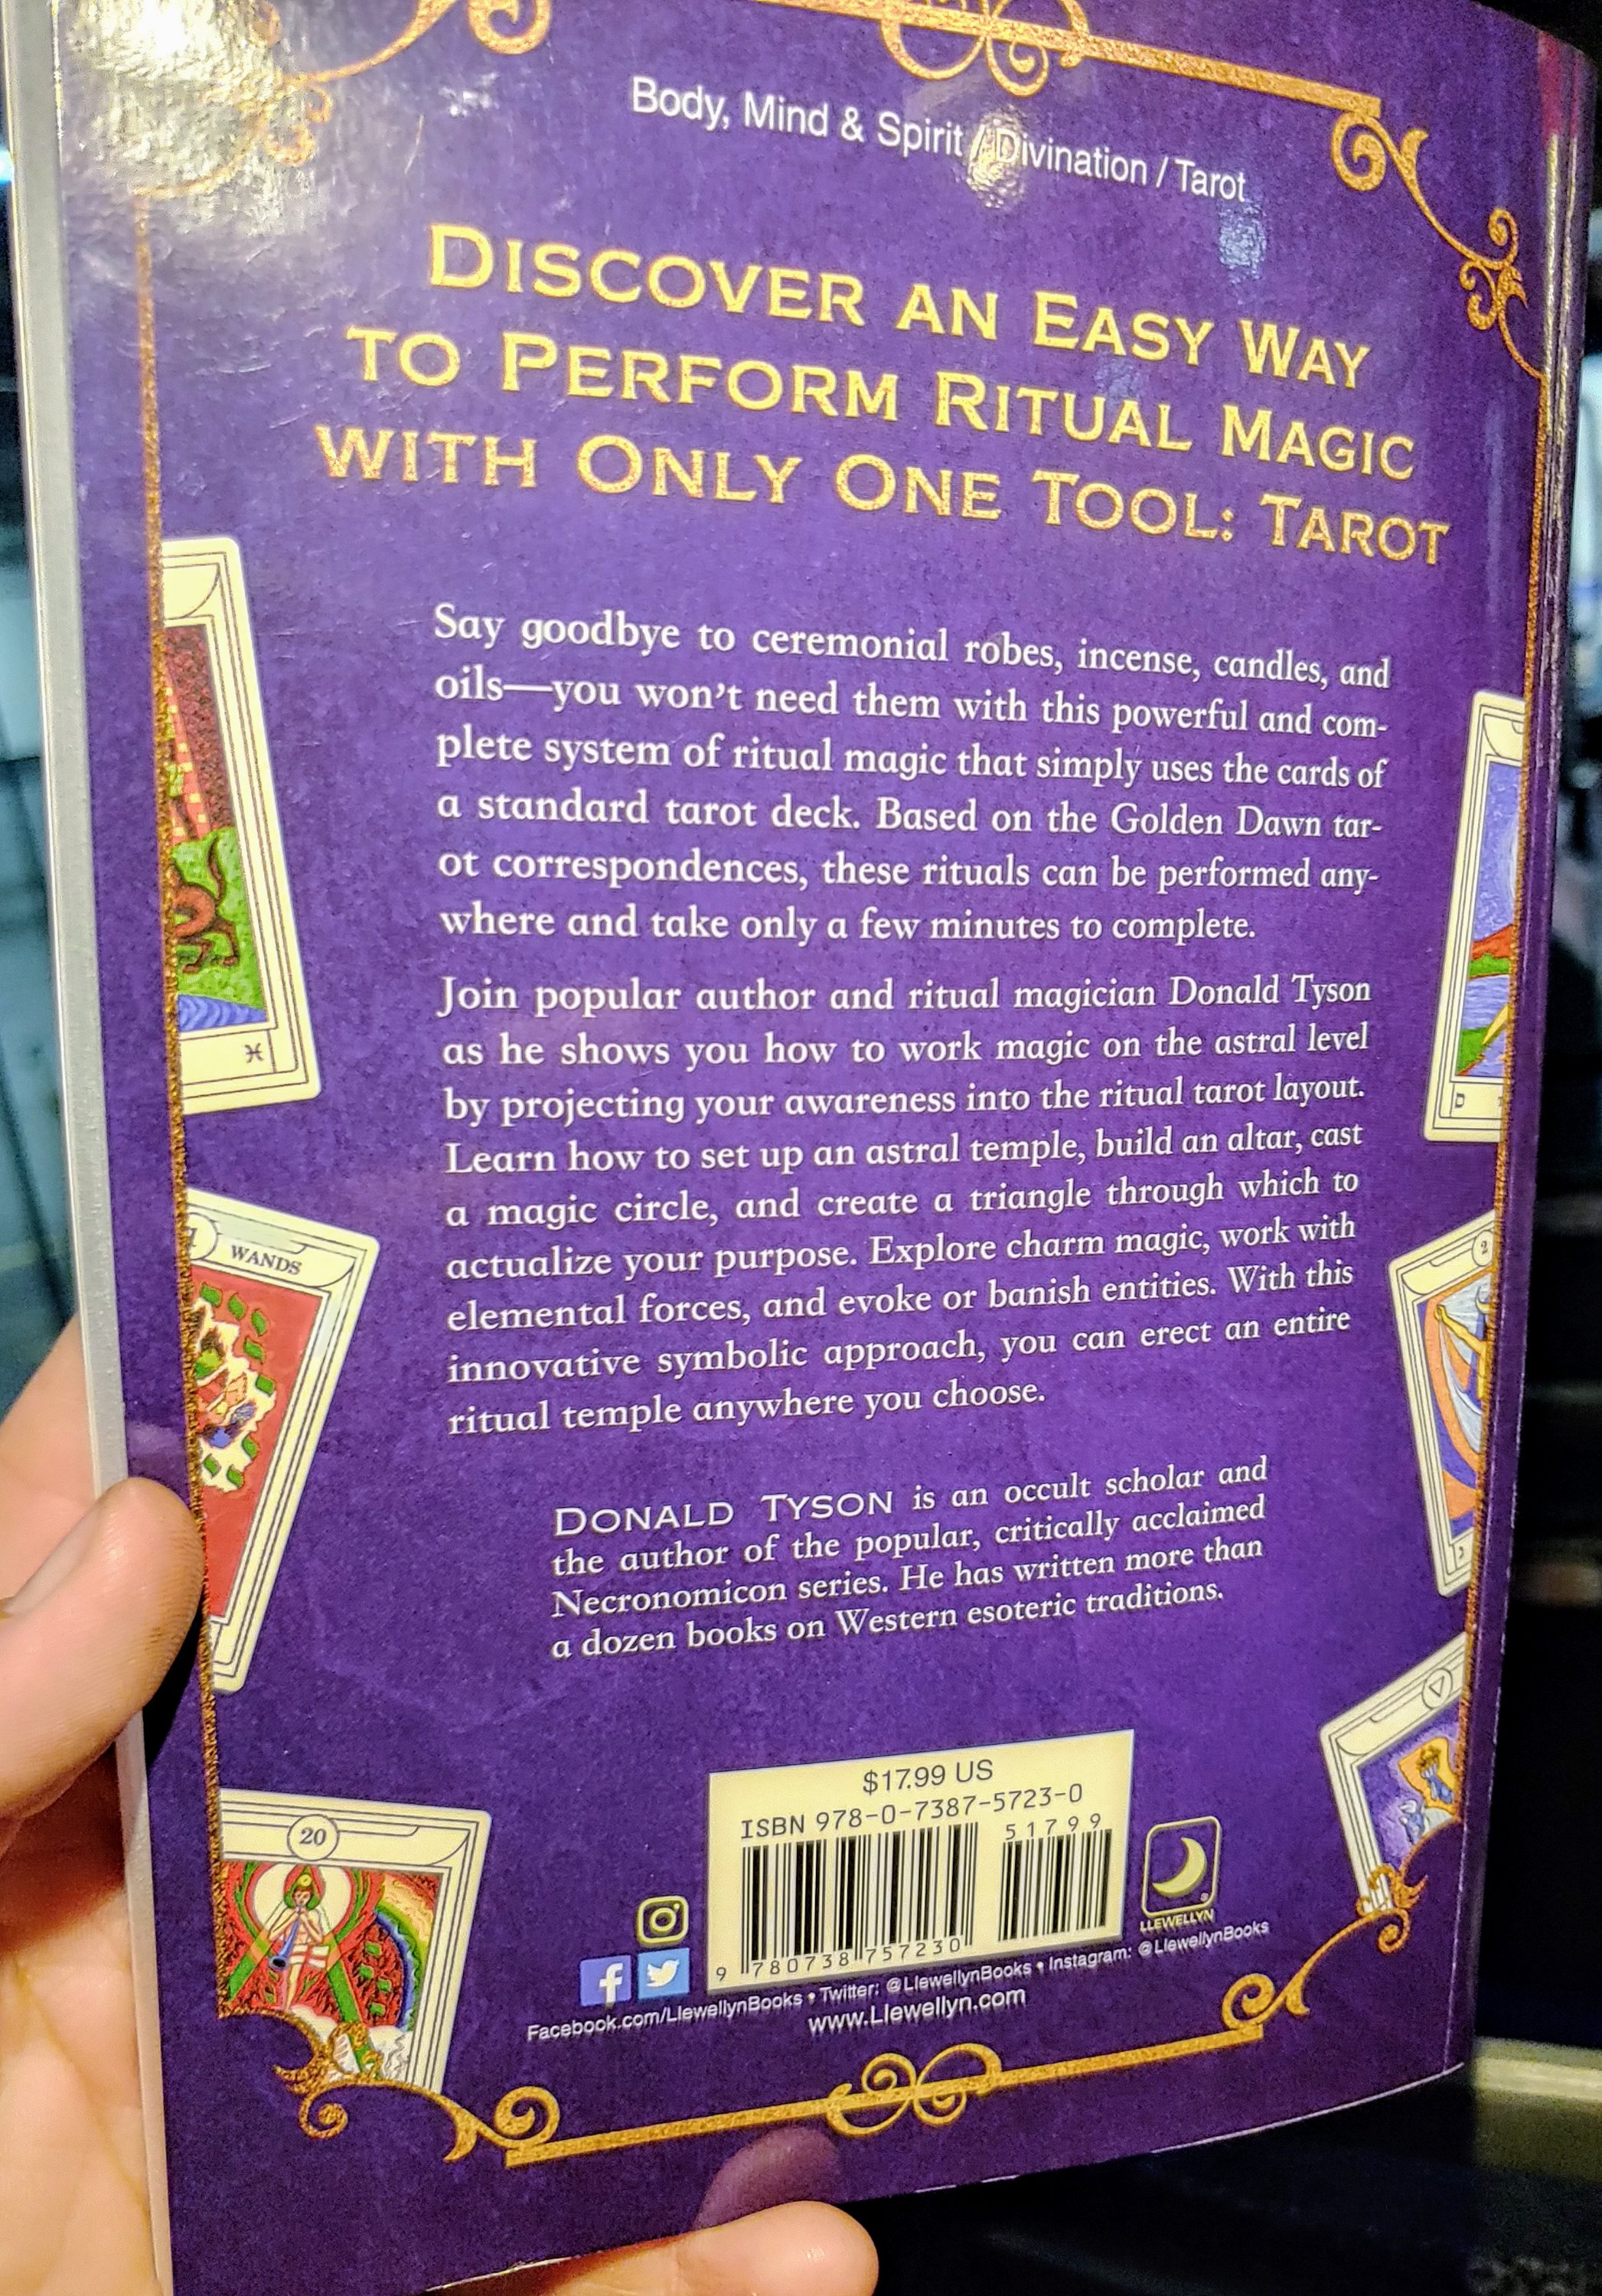 Body, Mind & Spirit / Divination / Tarot
DISCOVER AN EASY WAY
TO PERFORM RITUAL MAGIC
WITH ONLY ONE TOOL: TAROT
Say goodbye to ceremonial robes, incense, candles, and
oils—you won't need them with this powerful and com-
plete system of ritual magic that simply uses the cards of
a standard tarot deck. Based on the Golden Dawn tar-
ot correspondences, these rituals can be performed any-
where and take only a few minutes to complete.
Join popular author and ritual magician Donald Tyson
as he shows you how to work magic on the astral level
by projecting your awareness into the ritual tarot layout.
Learn how to set up an astral temple, build an altar, cast
a magic circle, and create a triangle through which to
actualize your purpose. Explore charm magic, work with
elemental forces, and evoke or banish entities. With this
innovative symbolic approach, you can erect an entire
ritual temple anywhere you choose.
DONALD TYSON is an occult scholar and
the author of the popular, critically acclaimed
Necronomicon series. He has written more than
a dozen books on Western esoteric traditions.
WANDS
20
2
$17.99 US
ISBN 978-0-7387-5723-0
51799
9 780738 757230
LLEWELLYN
Facebook.com/LlewellynBooks • Twitter: @LlewellynBooks • Instagram: @LlewellynBooks
www.Llewellyn.com